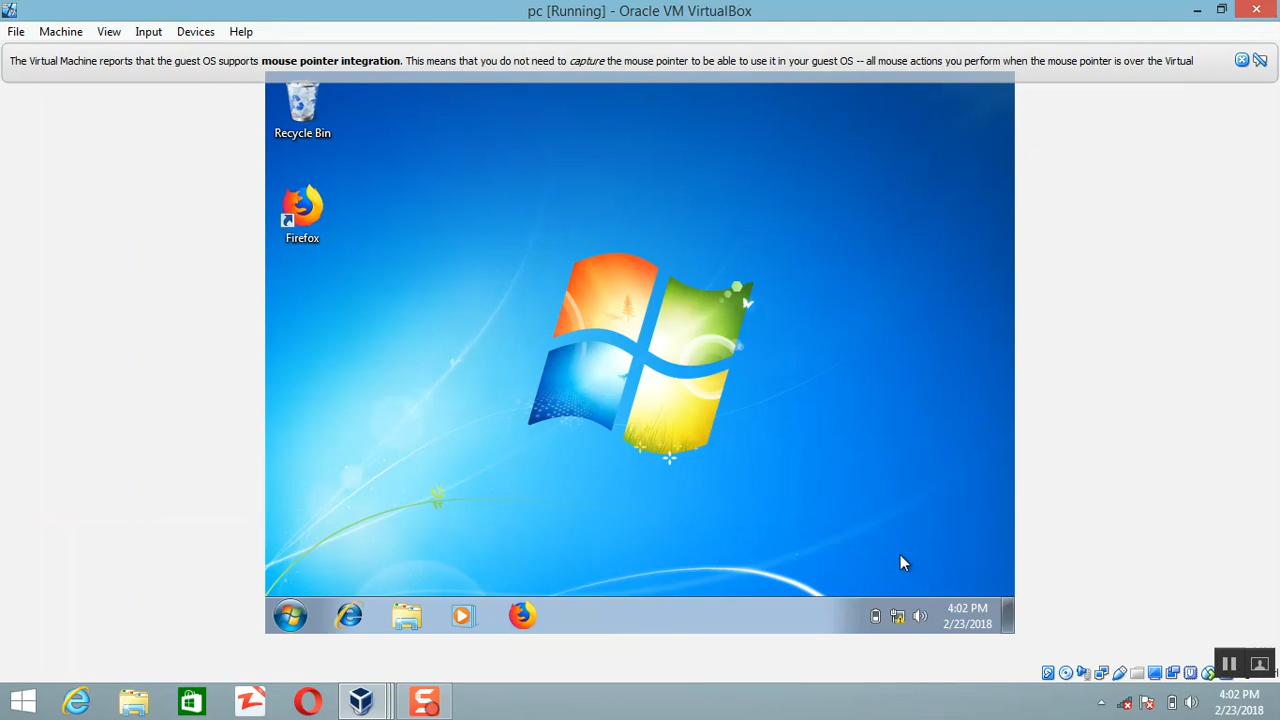 pc [Running] - Oracle VM VirtualBox
File Machine View Input Devices Help
The Virtual Machine reports that the guest OS supports mouse pointer integration. This means that you do not need to capture the mouse pointer to be able to use it in your guest OS -- all mouse actions you perform when the mouse pointer is over the Virtual
Recycle Bin
Firefox
4:02 PM
2/23/2018
4:02 PM
2/23/2018